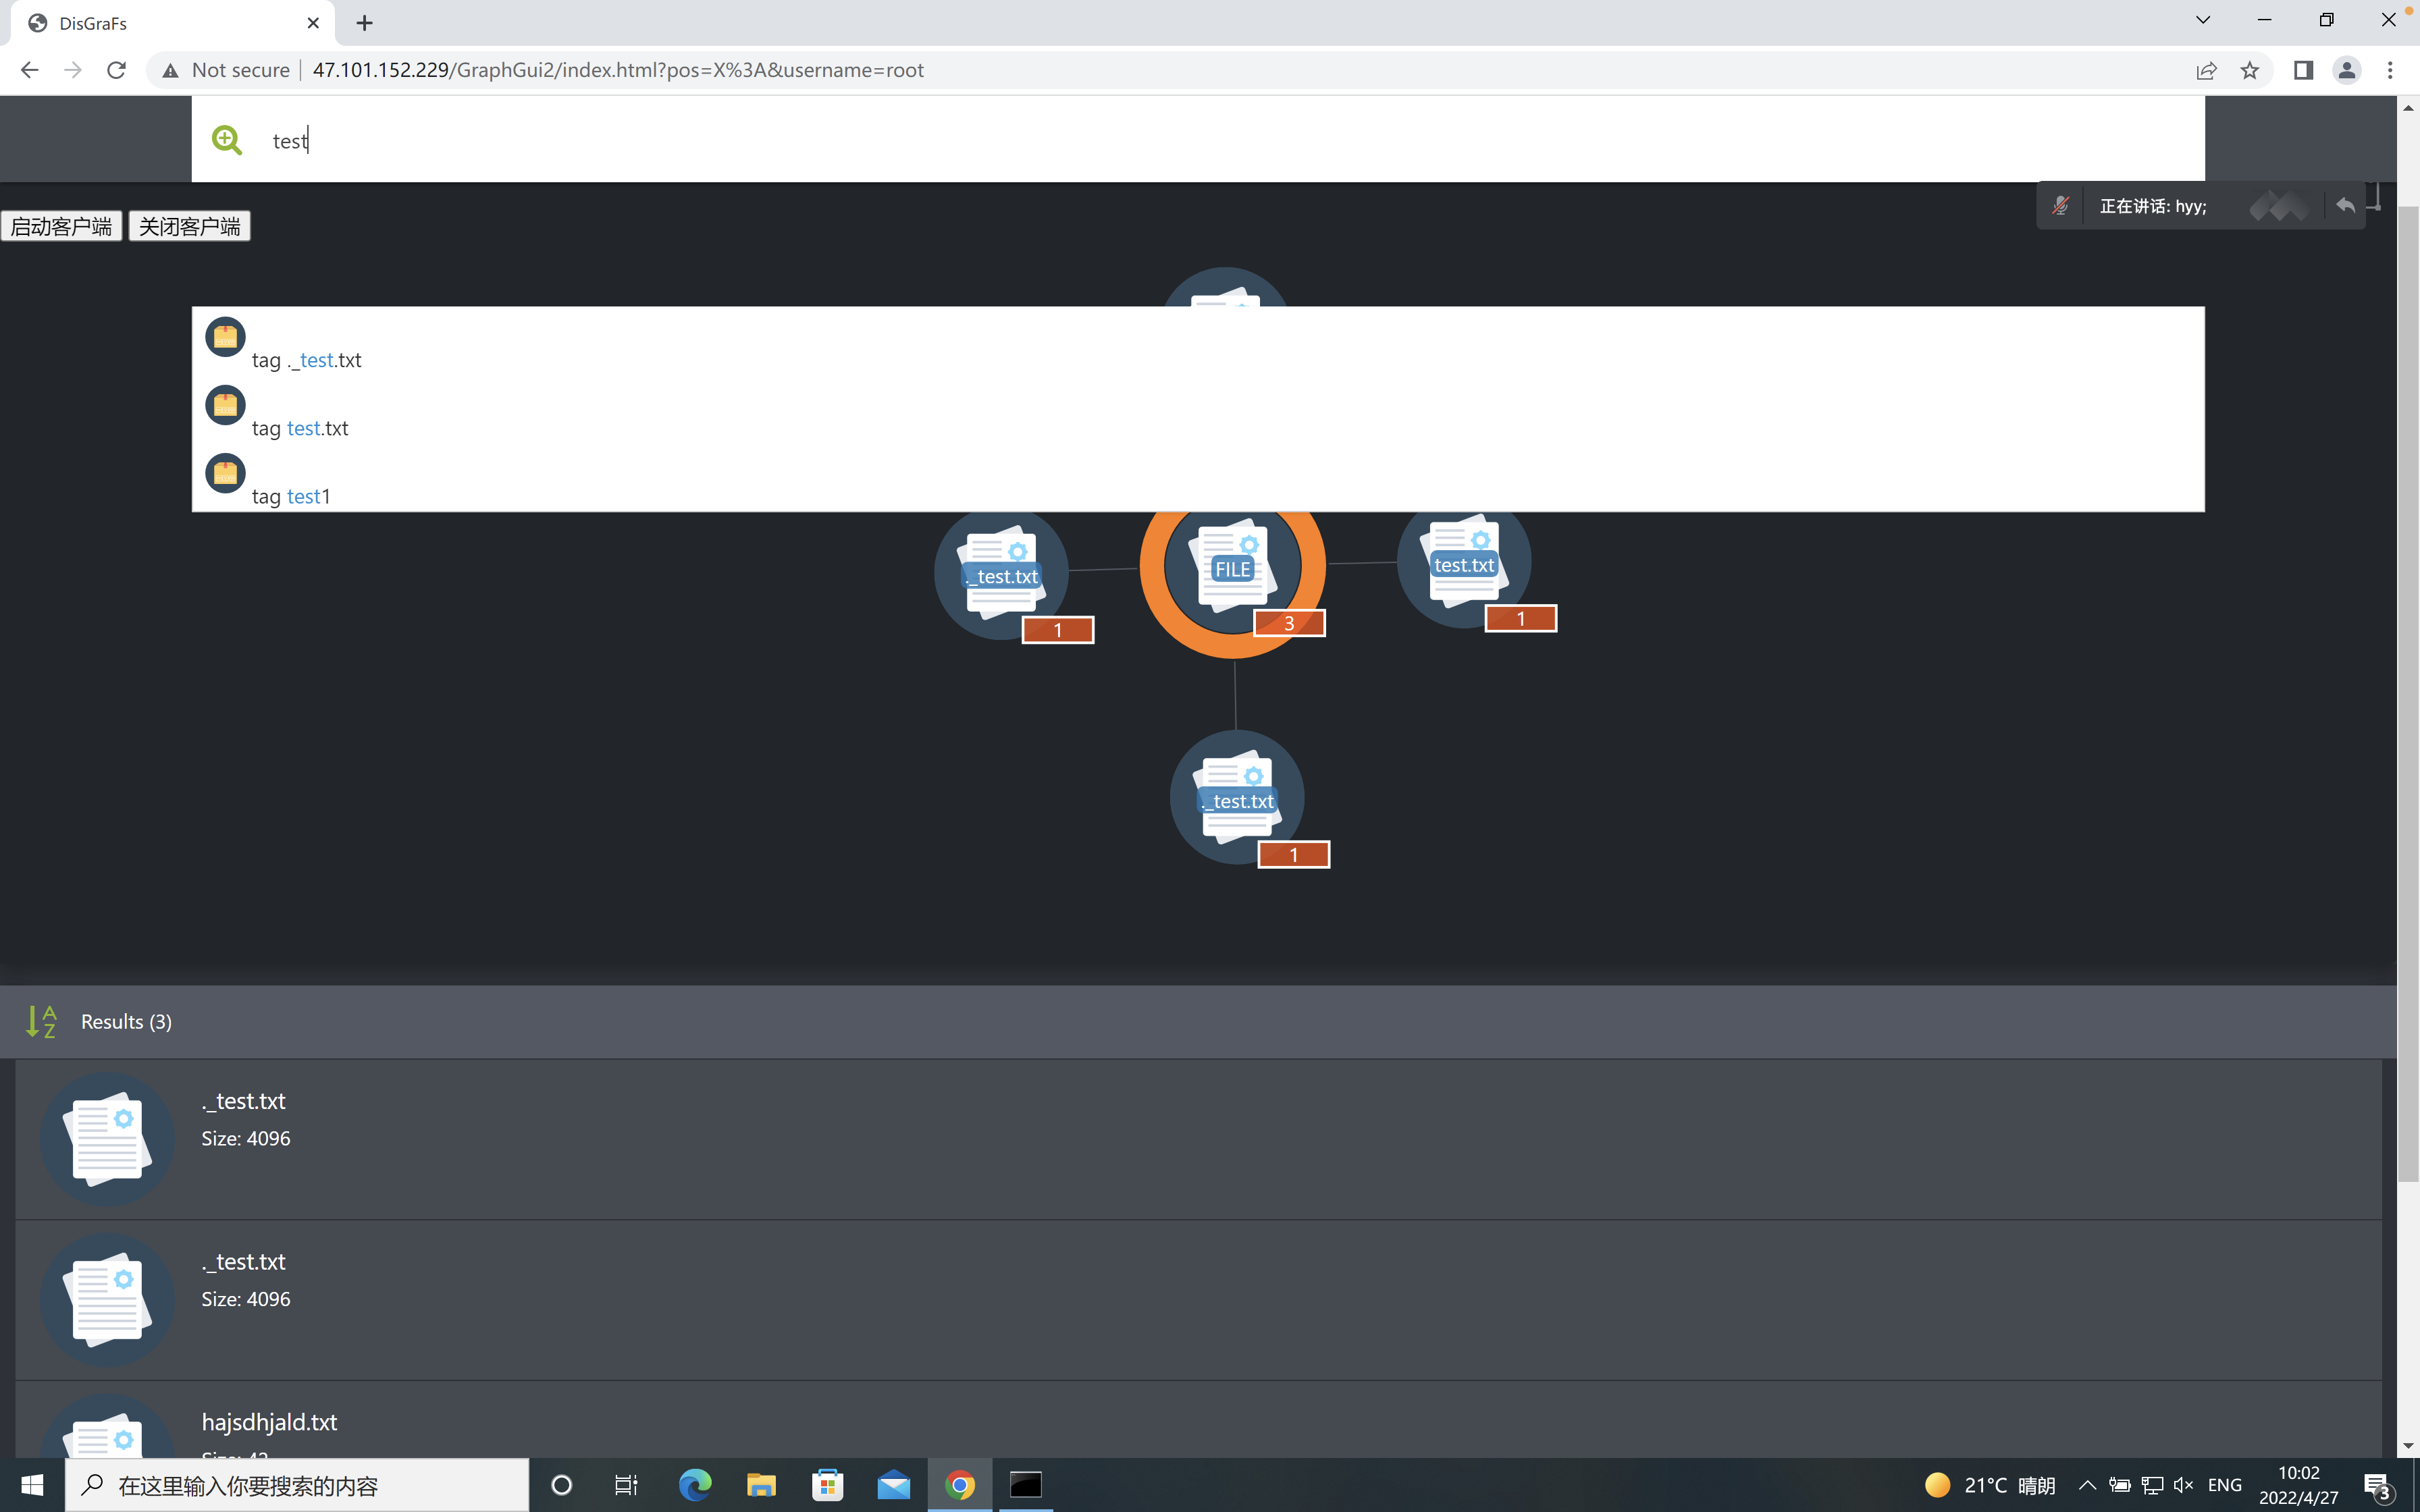 DisGraFs
Not secure
47.101.152.229/GraphGui2/index.html?pos=X%3A&username=root
test
启动客户端
关闭客户端
正在讲话: hyy;
tag ._test.txt
tag test.txt
tag test1
._test.txt
1
FILE
3
test.txt
1
._test.txt
1
A
Z
Results (3)
._test.txt
Size: 4096
._test.txt
Size: 4096
hajsdhjald.txt
Size: 42
在这里输入你要搜索的内容
21°C 晴朗
ENG
10:02
2022/4/27
3